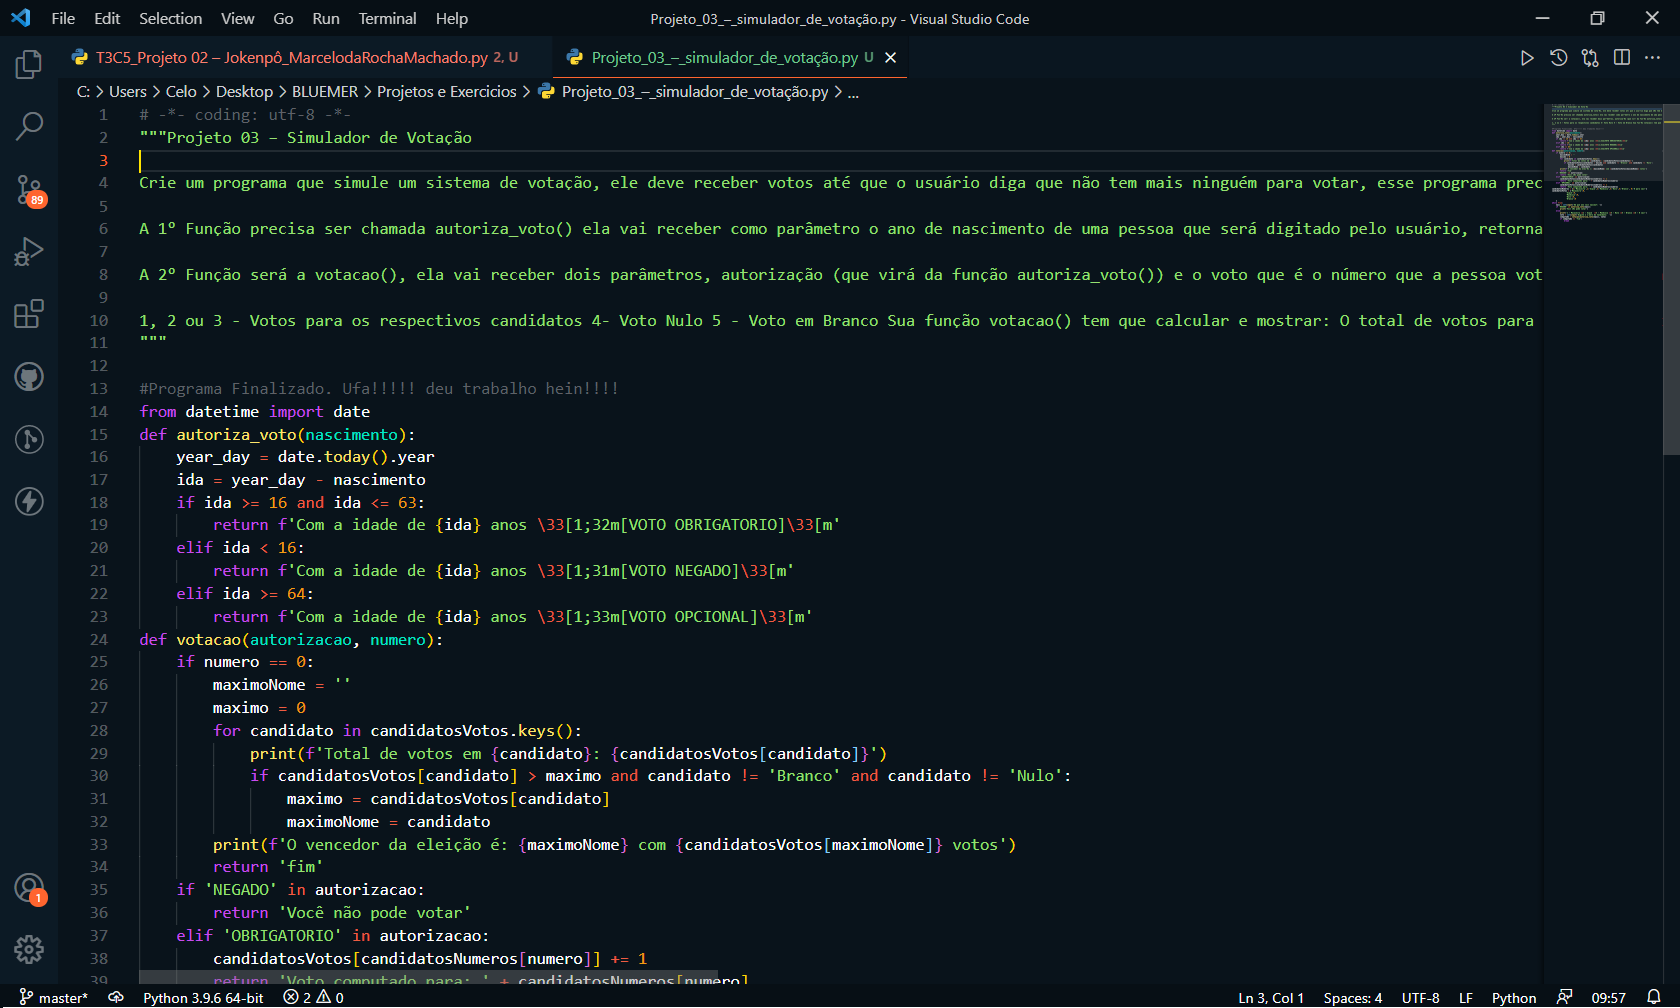 File Edit Selection View Go Run Terminal Help
Projeto_03_–_simulador_de_votação.py - Visual Studio Code
T3C5_Projeto 02 – Jokenpô_MarcelodaRochaMachado.py 2, U
Projeto_03_–_simulador_de_votação.py U
C: > Users > Celo > Desktop > BLUEMER > Projetos e Exercicios > Projeto_03_–_simulador_de_votação.py > ...
1 # -*- coding: utf-8 -*-
2 """Projeto 03 – Simulador de Votação
3
4 Crie um programa que simule um sistema de votação, ele deve receber votos até que o usuário diga que não tem mais ninguém para votar, esse programa prec
5
6 A 1º Função precisa ser chamada autoriza_voto() ela vai receber como parâmetro o ano de nascimento de uma pessoa que será digitado pelo usuário, retorna
7
8 A 2º Função será a votacao(), ela vai receber dois parâmetros, autorização (que virá da função autoriza_voto()) e o voto que é o número que a pessoa vot
9
10 1, 2 ou 3 - Votos para os respectivos candidatos 4- Voto Nulo 5 - Voto em Branco Sua função votacao() tem que calcular e mostrar: O total de votos para
11 """
12
13 #Programa Finalizado. Ufa!!!!! deu trabalho hein!!!!
14 from datetime import date
15 def autoriza_voto(nascimento):
16     year_day = date.today().year
17     ida = year_day - nascimento
18     if ida >= 16 and ida <= 63:
19         return f'Com a idade de {ida} anos \33[1;32m[VOTO OBRIGATORIO]\33[m'
20     elif ida < 16:
21         return f'Com a idade de {ida} anos \33[1;31m[VOTO NEGADO]\33[m'
22     elif ida >= 64:
23         return f'Com a idade de {ida} anos \33[1;33m[VOTO OPCIONAL]\33[m'
24 def votacao(autorizacao, numero):
25     if numero == 0:
26         maximoNome = ''
27         maximo = 0
28         for candidato in candidatosVotos.keys():
29             print(f'Total de votos em {candidato}: {candidatosVotos[candidato]}')
30             if candidatosVotos[candidato] > maximo and candidato != 'Branco' and candidato != 'Nulo':
31                 maximo = candidatosVotos[candidato]
32                 maximoNome = candidato
33         print(f'O vencedor da eleição é: {maximoNome} com {candidatosVotos[maximoNome]} votos')
34         return 'fim'
35     if 'NEGADO' in autorizacao:
36         return 'Você não pode votar'
37     elif 'OBRIGATORIO' in autorizacao:
38         candidatosVotos[candidatosNumeros[numero]] += 1
39         return 'Voto computado para: ' + candidatosNumeros[numero]
89
1
master* Python 3.9.6 64-bit 2 0 Ln 3, Col 1 Spaces: 4 UTF-8 LF Python 09:57